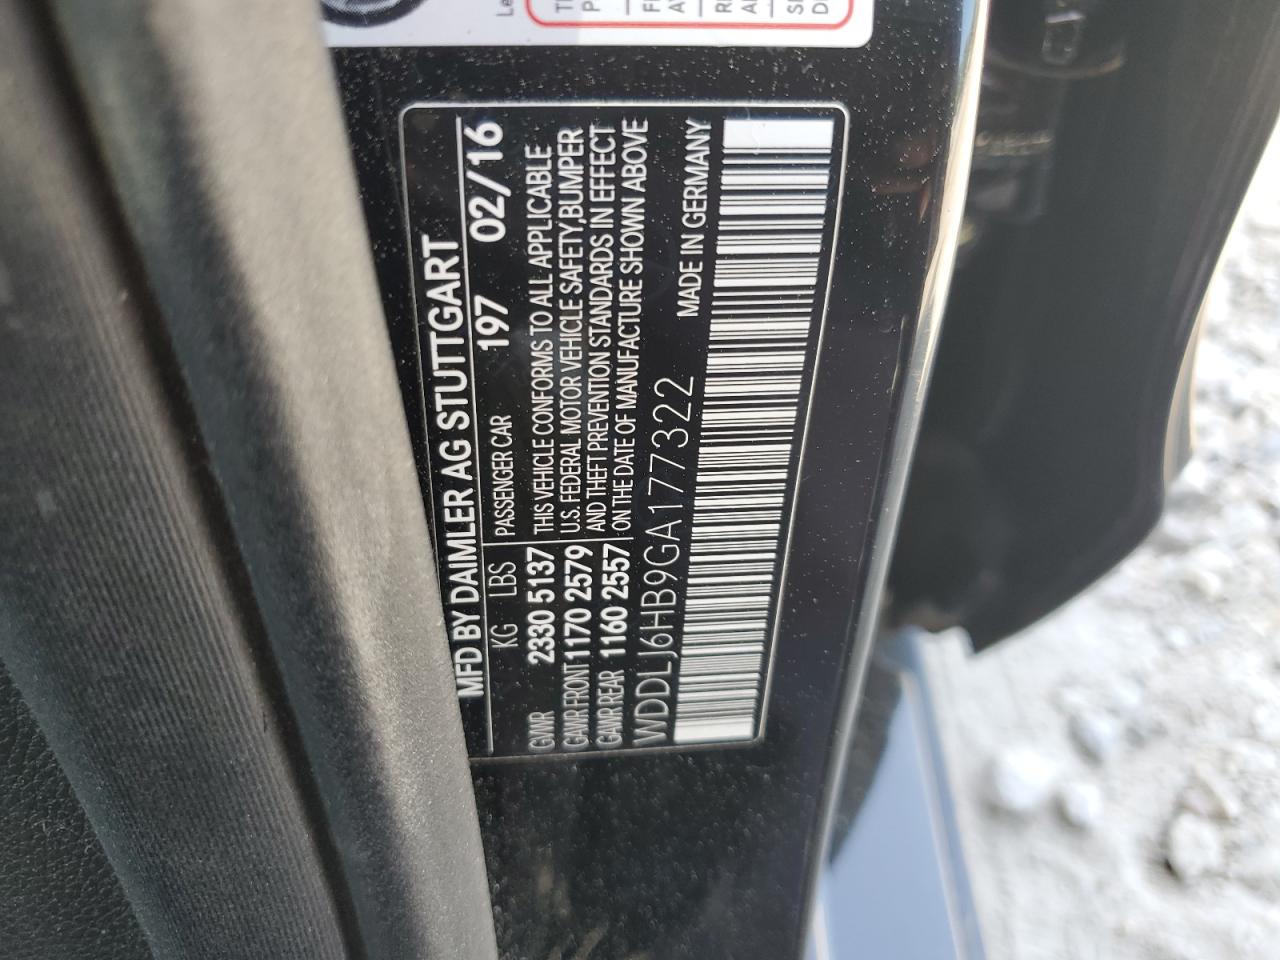 MFD BY DAIMLER AG STUTTGART
KG LBS PASSENGER CAR 197 02/16
GVWR 2330 5137 THIS VEHICLE CONFORMS TO ALL APPLICABLE
GAWR FRONT 1170 2579 U.S. FEDERAL MOTOR VEHICLE SAFETY,BUMPER
GAWR REAR 1160 2557 AND THEFT PREVENTION STANDARDS IN EFFECT
ON THE DATE OF MANUFACTURE SHOWN ABOVE
WDDLJ6HB9GA177322 MADE IN GERMANY